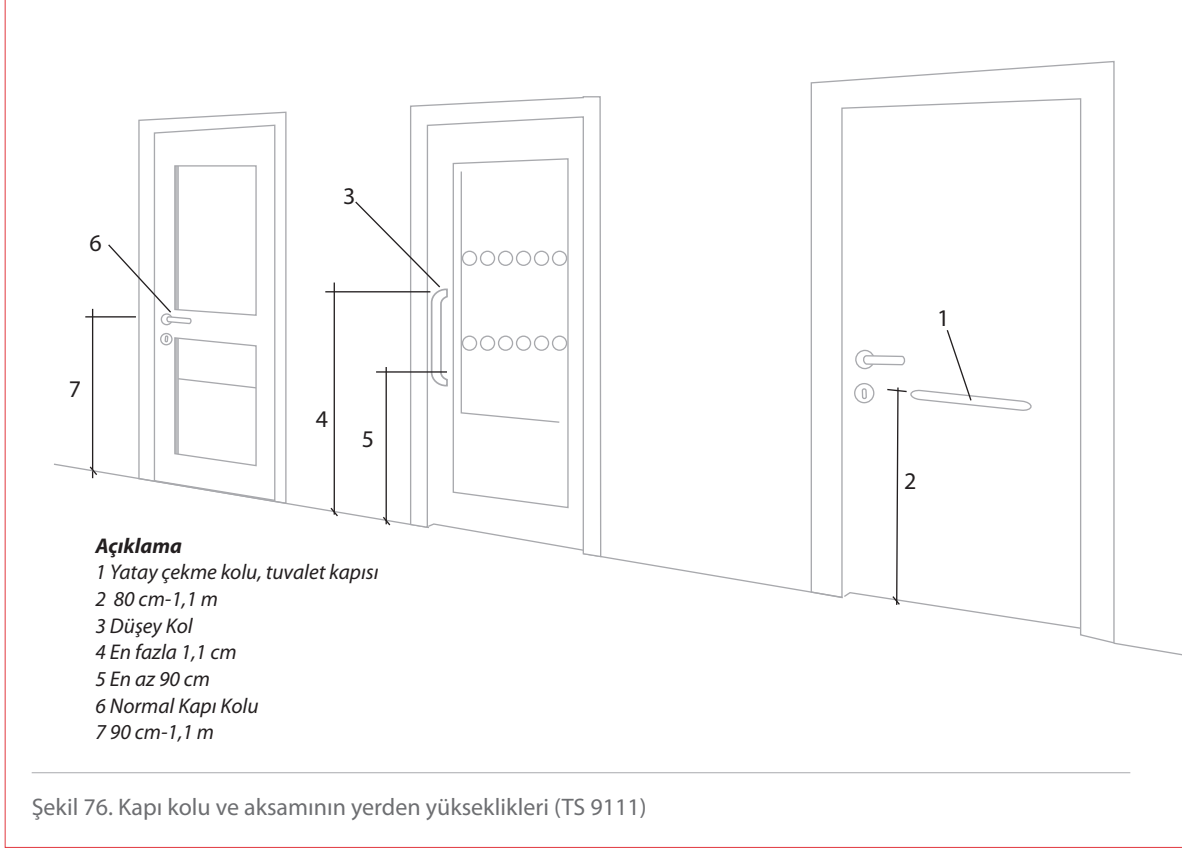 3
6
1
7
4
5
2
Açıklama
1 Yatay çekme kolu, tuvalet kapısı
2 80 cm-1,1 m
3 Düşey Kol
4 En fazla 1,1 cm
5 En az 90 cm
6 Normal Kapı Kolu
7 90 cm-1,1 m
Şekil 76. Kapı kolu ve aksamının yerden yükseklikleri (TS 9111)